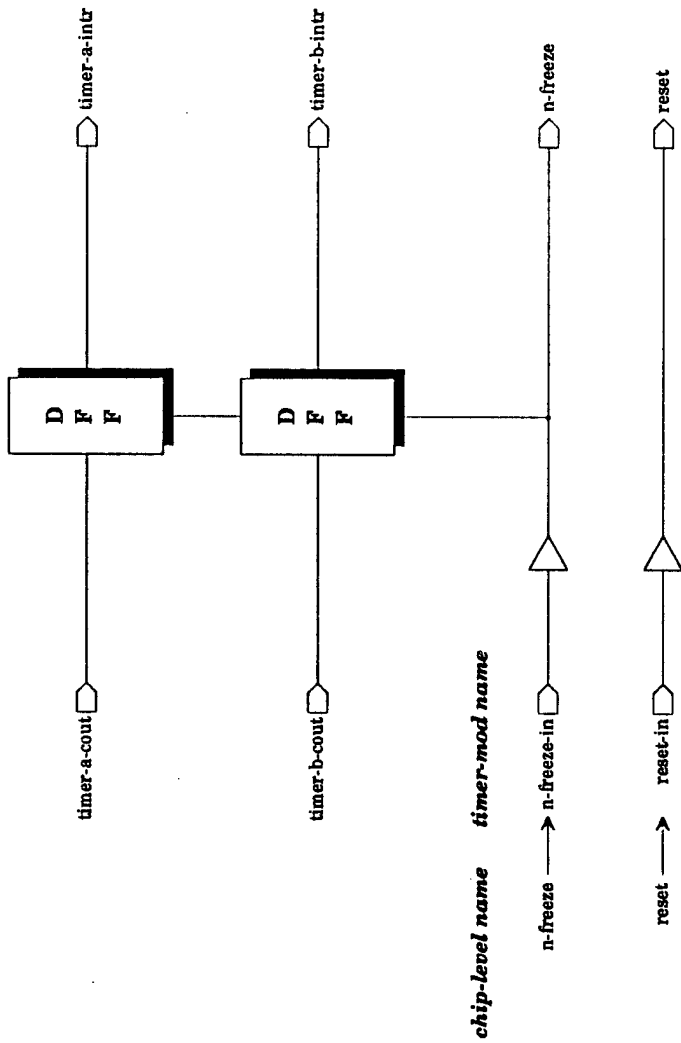 timer-a-cout
D
F
F
timer-a-intr
timer-b-cout
D
F
F
timer-b-intr
chip-level name
timer-mod name
n-freeze
n-freeze-in
n-freeze
reset
reset-in
reset